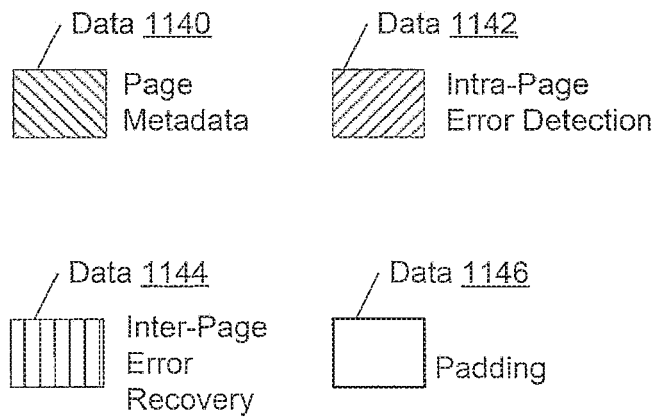 Data 1140
Page
Metadata
Data 1142
Intra-Page
Error Detection
Data 1144
Inter-Page
Error
Recovery
Data 1146
Padding